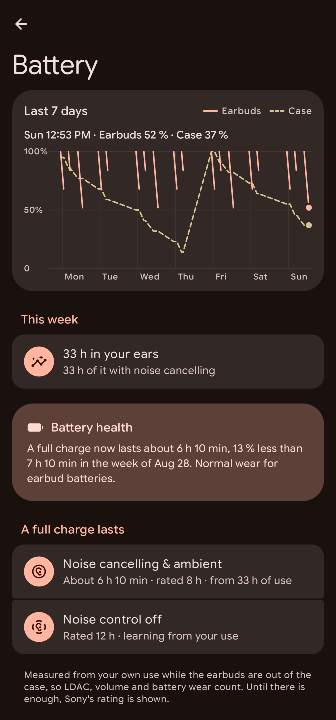 Battery
Last 7 days
Earbuds
Case
Sun 12:53 PM · Earbuds 52 % · Case 37 %
100%
50%
0
Mon Tue Wed Thu Fri Sat Sun
This week
33 h in your ears
33 h of it with noise cancelling
Battery health
A full charge now lasts about 6 h 10 min, 13 % less than
7 h 10 min in the week of Aug 28. Normal wear for
earbud batteries.
A full charge lasts
Noise cancelling & ambient
About 6 h 10 min · rated 8 h · from 33 h of use
Noise control off
Rated 12 h · learning from your use
Measured from your own use while the earbuds are out of the
case, so LDAC, volume and battery wear count. Until there is
enough, Sony's rating is shown.